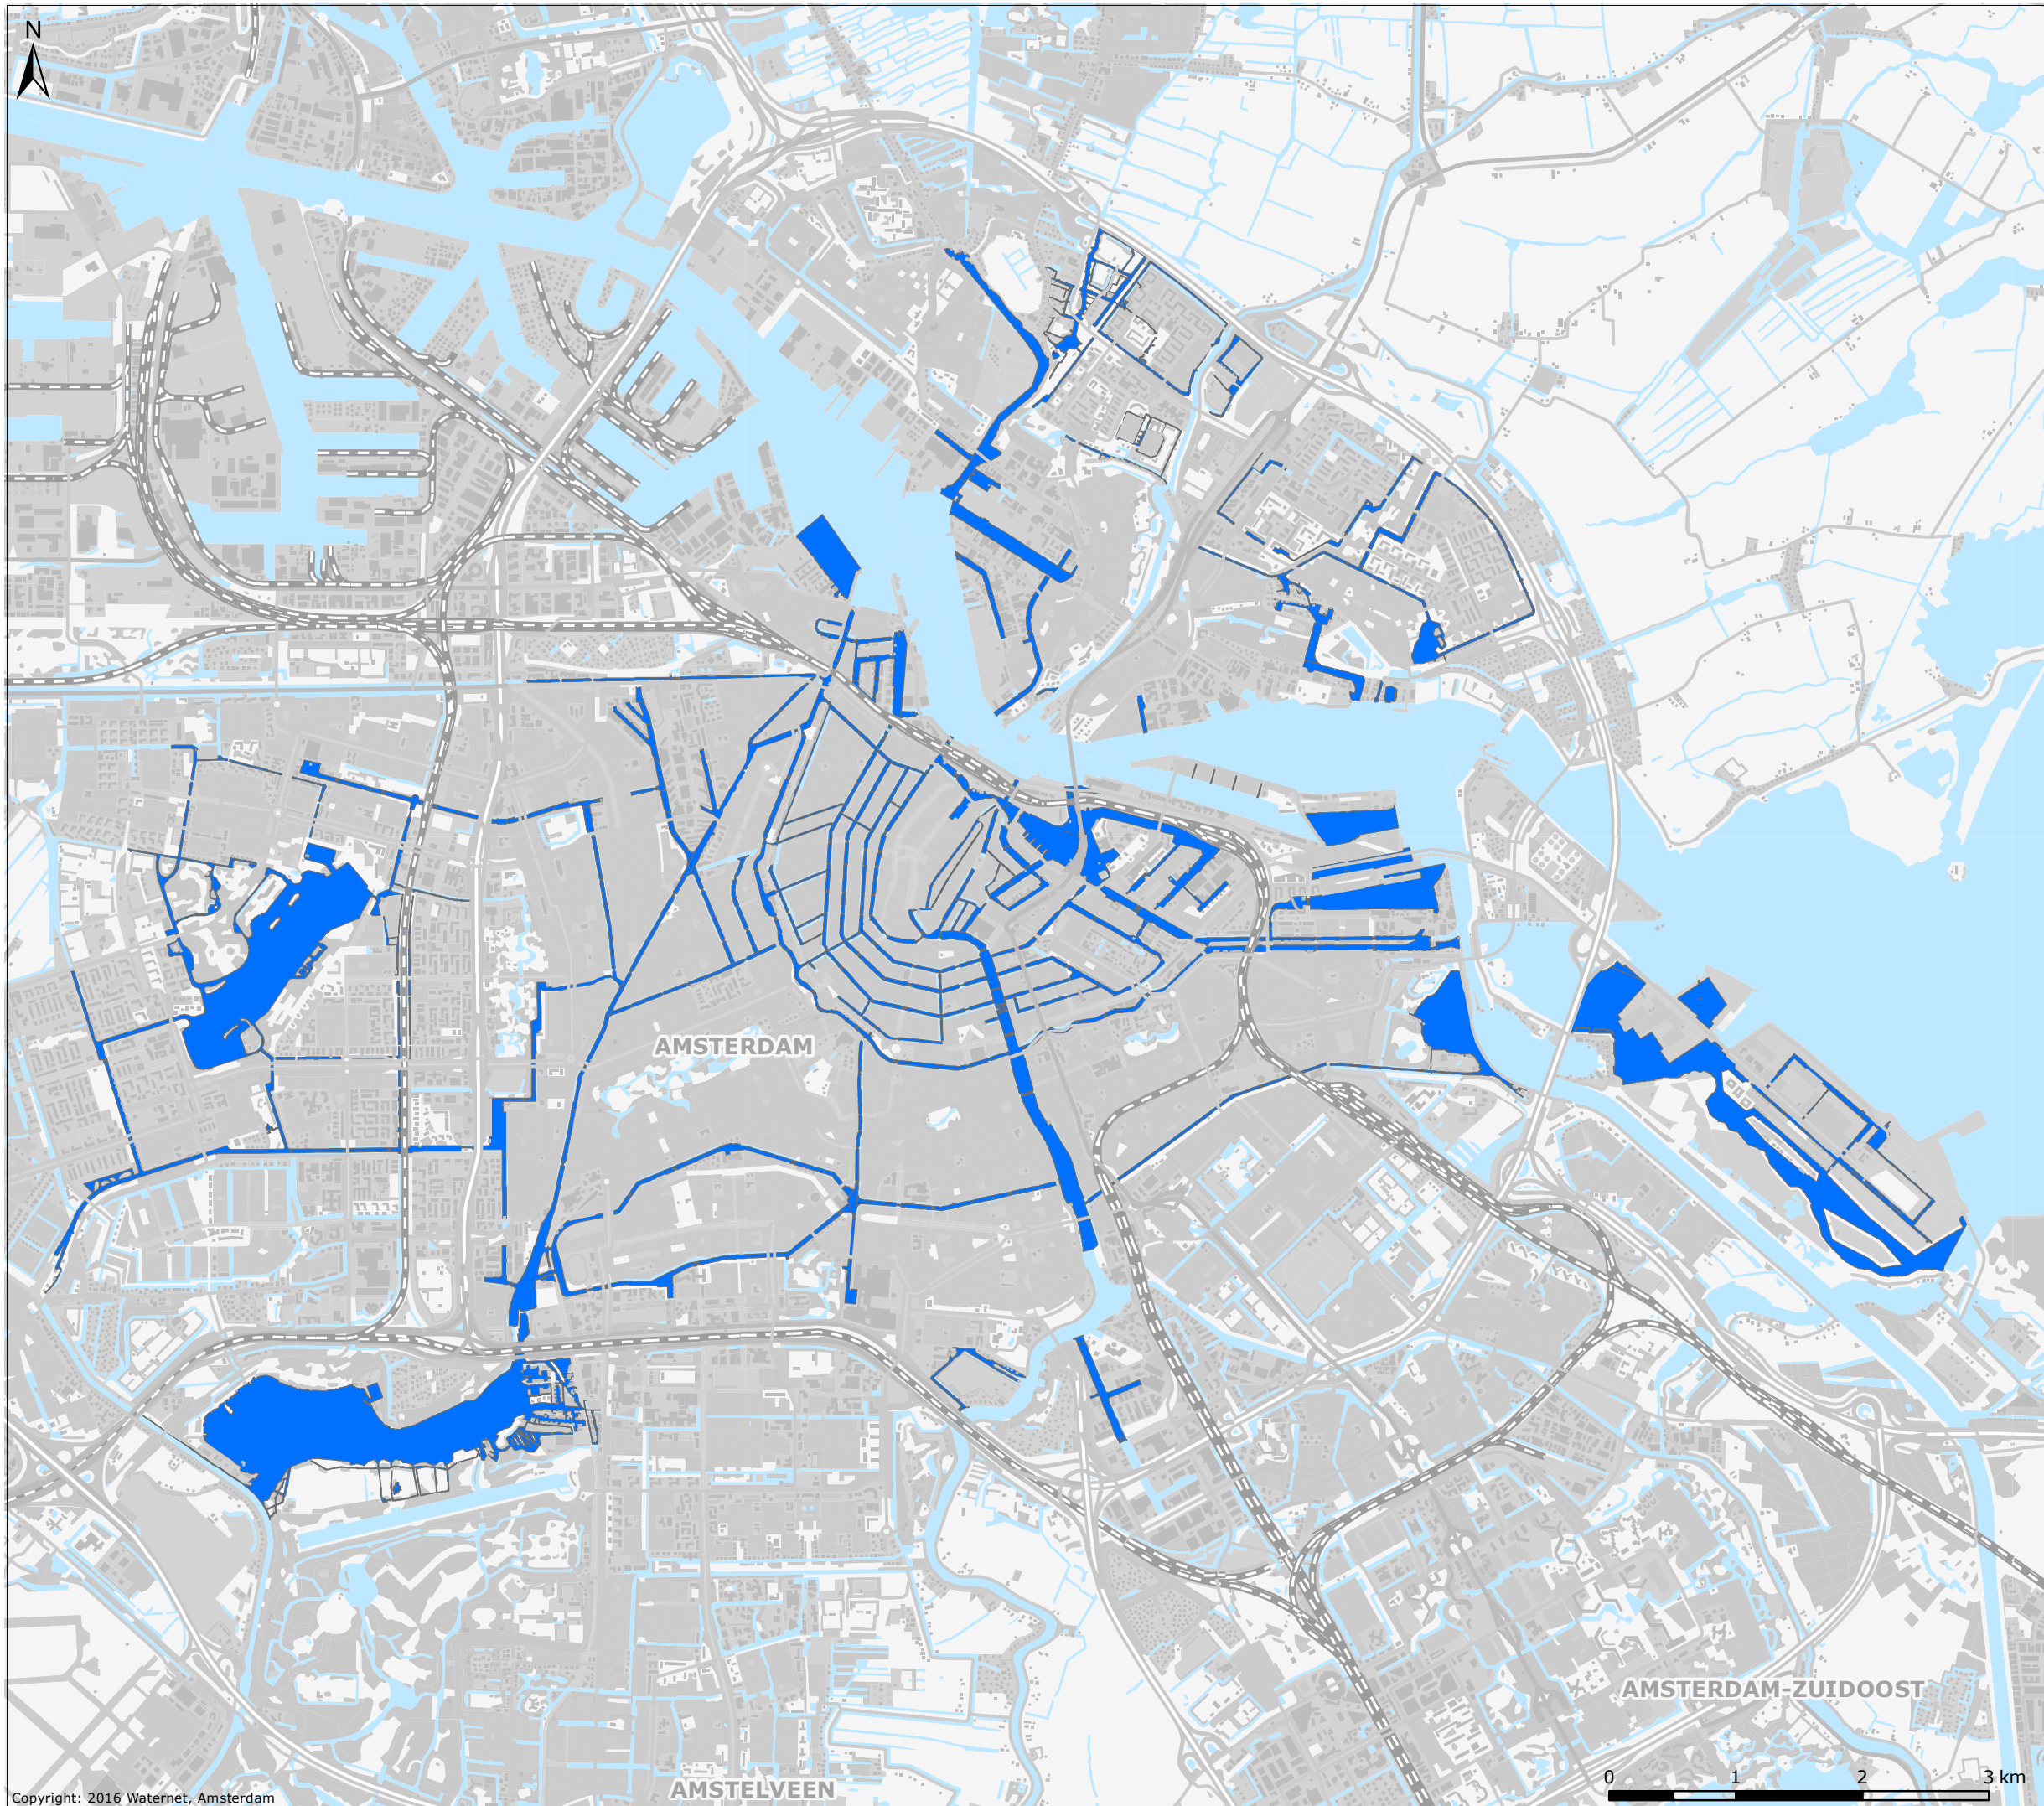 N
AMSTERDAM
AMSTERDAM-ZUIDOOST
AMSTELVEEN
0 1 2 3 km
Copyright: 2016 Waternet, Amsterdam